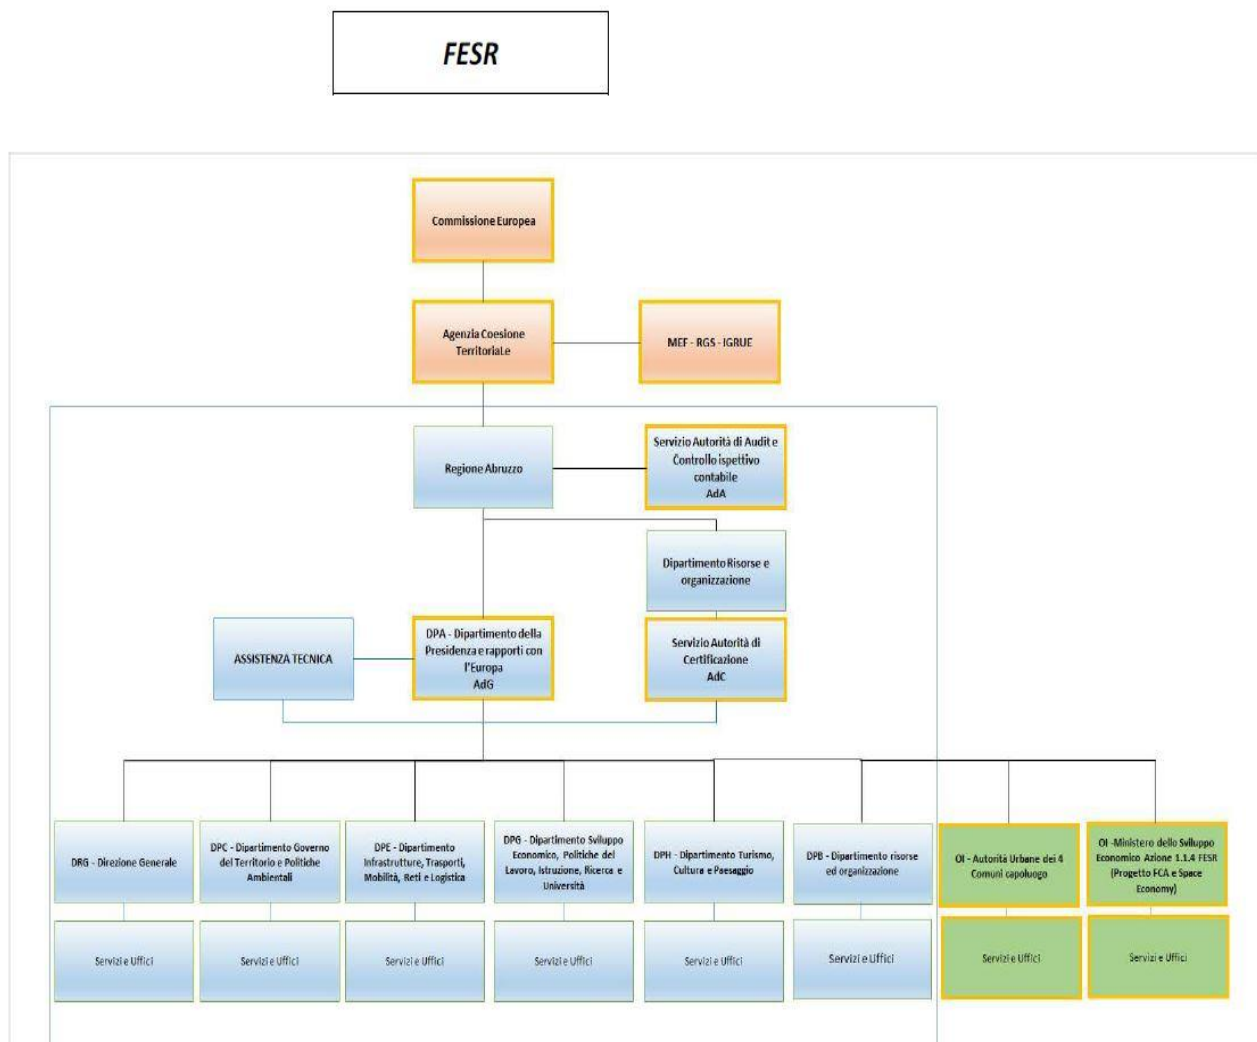 FESR
Commissione Europea
Agenzia Coesione
Territoriale
MEF - RGS - IGRUE
Regione Abruzzo
Servizio Autorità di Audit e
Controllo ispettivo
contabile
AdA
Dipartimento Risorse e
organizzazione
ASSISTENZA TECNICA
DPA - Dipartimento della
Presidenza e rapporti con
l'Europa
AdG
Servizio Autorità di
Certificazione
AdC
DRG - Direzione Generale
DPC - Dipartimento Governo
del Territorio e Politiche
Ambientali
DPE - Dipartimento
Infrastrutture, Trasporti,
Mobilità, Reti e Logistica
DPG - Dipartimento Sviluppo
Economico, Politiche del
Lavoro, Istruzione, Ricerca e
Università
DPH - Dipartimento Turismo,
Cultura e Paesaggio
DPB - Dipartimento risorse
ed organizzazione
OI - Autorità Urbane dei 4
Comuni capoluogo
OI -Ministero dello Sviluppo
Economico Azione 1.1.4 FESR
(Progetto FCA e Space
Economy)
Servizi e Uffici
Servizi e Uffici
Servizi e Uffici
Servizi e Uffici
Servizi e Uffici
Servizi e Uffici
Servizi e Uffici
Servizi e Uffici